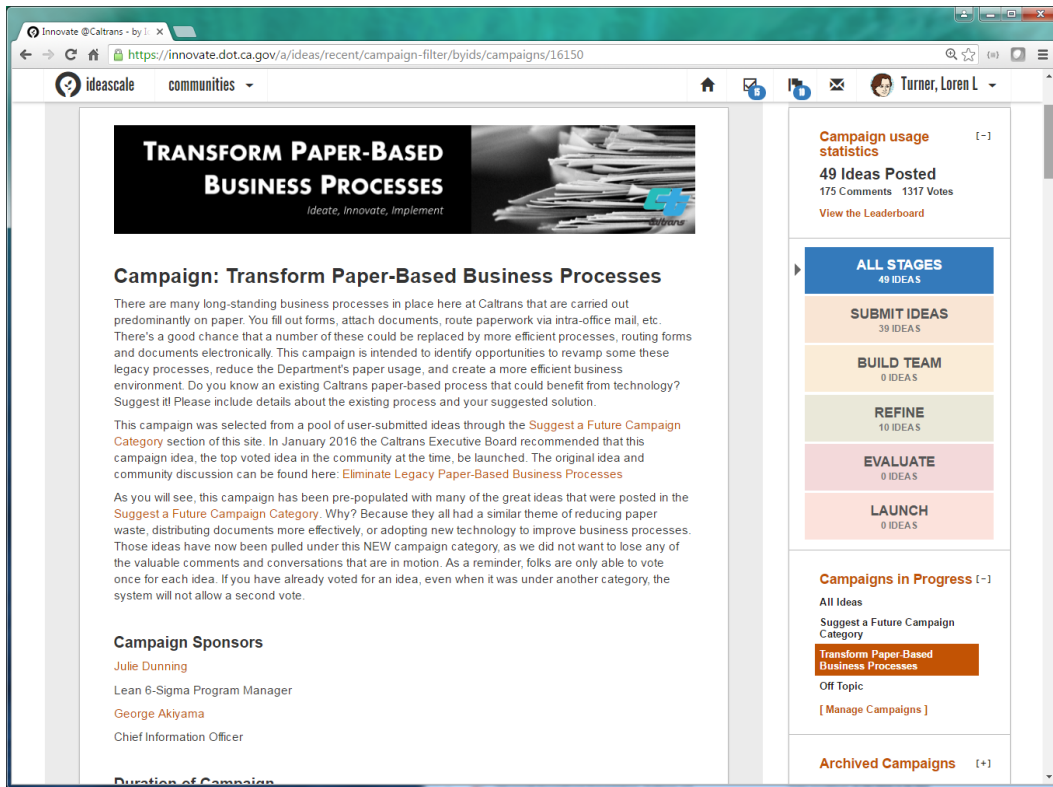 Innovate @Caltrans - by I
https://innovate.dot.ca.gov/a/ideas/recent/campaign-filter/byids/campaigns/16150
ideascale communities Turner, Loren L
TRANSFORM PAPER-BASED
BUSINESS PROCESSES
Ideate, Innovate, Implement
Caltrans
Campaign: Transform Paper-Based Business Processes
There are many long-standing business processes in place here at Caltrans that are carried out
predominantly on paper. You fill out forms, attach documents, route paperwork via intra-office mail, etc.
There's a good chance that a number of these could be replaced by more efficient processes, routing forms
and documents electronically. This campaign is intended to identify opportunities to revamp some these
legacy processes, reduce the Department's paper usage, and create a more efficient business
environment. Do you know an existing Caltrans paper-based process that could benefit from technology?
Suggest it! Please include details about the existing process and your suggested solution.
This campaign was selected from a pool of user-submitted ideas through the Suggest a Future Campaign
Category section of this site. In January 2016 the Caltrans Executive Board recommended that this
campaign idea, the top voted idea in the community at the time, be launched. The original idea and
community discussion can be found here: Eliminate Legacy Paper-Based Business Processes
As you will see, this campaign has been pre-populated with many of the great ideas that were posted in the
Suggest a Future Campaign Category. Why? Because they all had a similar theme of reducing paper
waste, distributing documents more effectively, or adopting new technology to improve business processes.
Those ideas have now been pulled under this NEW campaign category, as we did not want to lose any of
the valuable comments and conversations that are in motion. As a reminder, folks are only able to vote
once for each idea. If you have already voted for an idea, even when it was under another category, the
system will not allow a second vote.
Campaign Sponsors
Julie Dunning
Lean 6-Sigma Program Manager
George Akiyama
Chief Information Officer
Duration of Campaign
Campaign usage [-]
statistics
49 Ideas Posted
175 Comments 1317 Votes
View the Leaderboard
ALL STAGES
49 IDEAS
SUBMIT IDEAS
39 IDEAS
BUILD TEAM
0 IDEAS
REFINE
10 IDEAS
EVALUATE
0 IDEAS
LAUNCH
0 IDEAS
Campaigns in Progress [-]
All Ideas
Suggest a Future Campaign
Category
Transform Paper-Based
Business Processes
Off Topic
[ Manage Campaigns ]
Archived Campaigns [+]